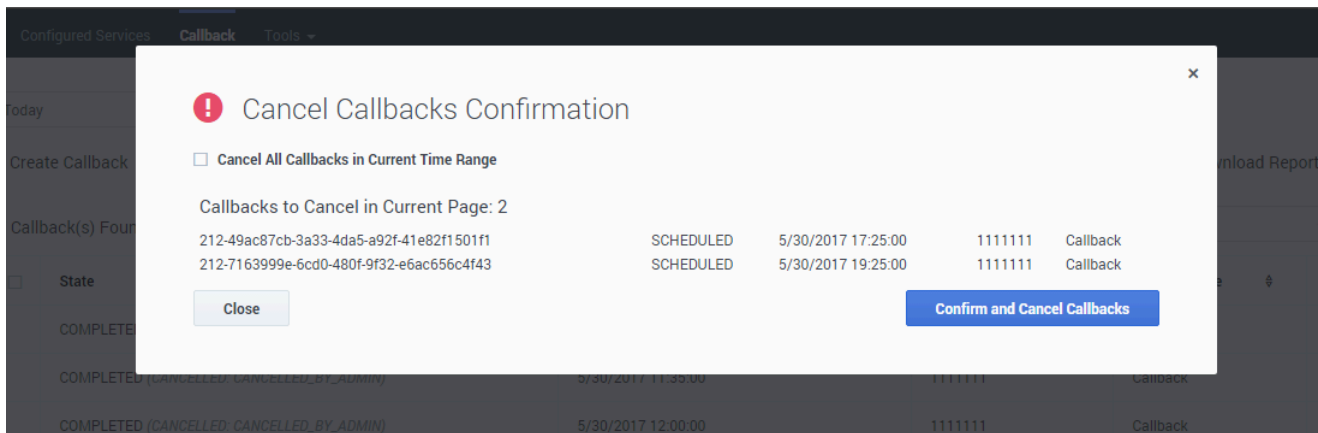 Configured Services Callback Tools
Today
Cancel Callbacks Confirmation
×
Cancel All Callbacks in Current Time Range
Create Callback
Report
Callbacks to Cancel in Current Page: 2
Callback(s)
212-49ac87cb-3a33-4da5-a92f-41e82f1501f1 SCHEDULED 5/30/2017 17:25:00 1111111 Callback
212-7163999e-6cd0-480f-9f32-e6ac656c4f43 SCHEDULED 5/30/2017 19:25:00 1111111 Callback
State
Close Confirm and Cancel Callbacks
COMPLETE
COMPLETED (CANCELLED: CANCELLED_BY_ADMIN) 5/30/2017 11:35:00 1111111 Callback
COMPLETED (CANCELLED: CANCELLED_BY_ADMIN) 5/30/2017 12:00:00 1111111 Callback